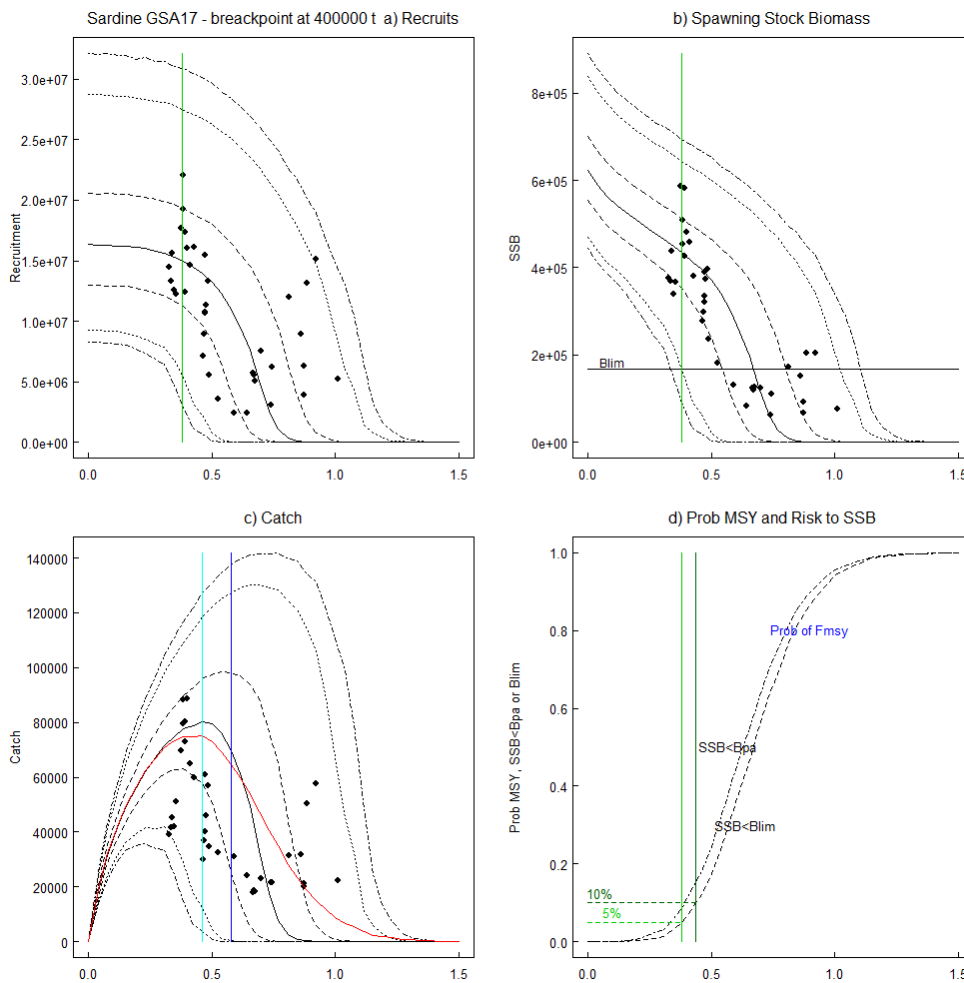 Sardine GSA17 - breackpoint at 400000 t a) Recruits
3.0e+07
2.5e+07
2.0e+07
1.5e+07
1.0e+07
5.0e+06
0.0e+00
Recruitment
0.0 0.5 1.0 1.5
b) Spawning Stock Biomass
8e+05
6e+05
4e+05
2e+05
0e+00
SSB
Blim
0.0 0.5 1.0 1.5
c) Catch
140000
120000
100000
80000
60000
40000
20000
0
Catch
0.0 0.5 1.0 1.5
d) Prob MSY and Risk to SSB
1.0
0.8
0.6
0.4
0.2
0.0
Prob MSY, SSB<Bpa or Blim
Prob of Fmsy
SSB<Bpa
SSB<Blim
10%
5%
0.0 0.5 1.0 1.5